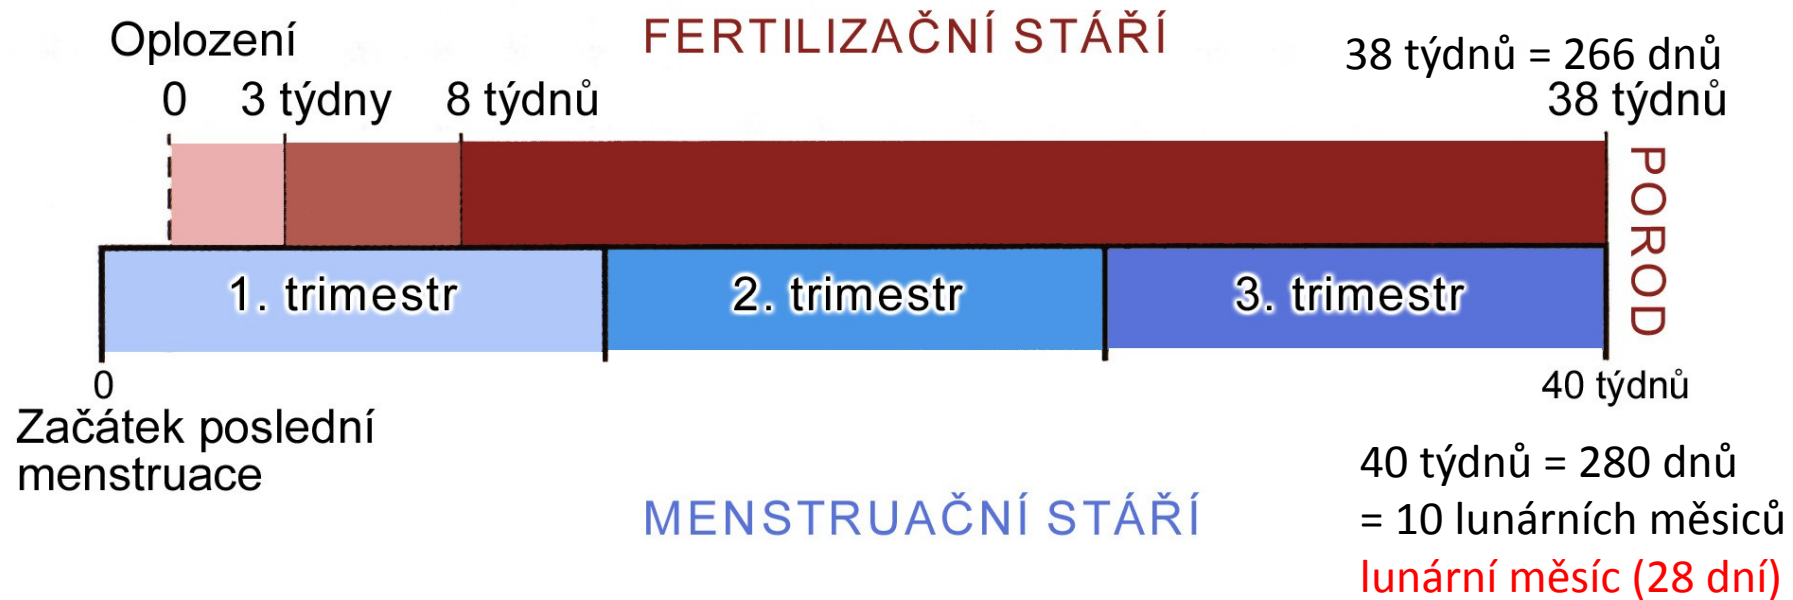 Oplození
FERTILIZAČNÍ STÁŘÍ
38 týdnů = 266 dnů
0 3 týdny 8 týdnů
38 týdnů
POROD
1. trimestr 2. trimestr 3. trimestr
0
40 týdnů
Začátek poslední
menstruace
40 týdnů = 280 dnů
= 10 lunárních měsiců
lunární měsíc (28 dní)
MENSTRUAČNÍ STÁŘÍ